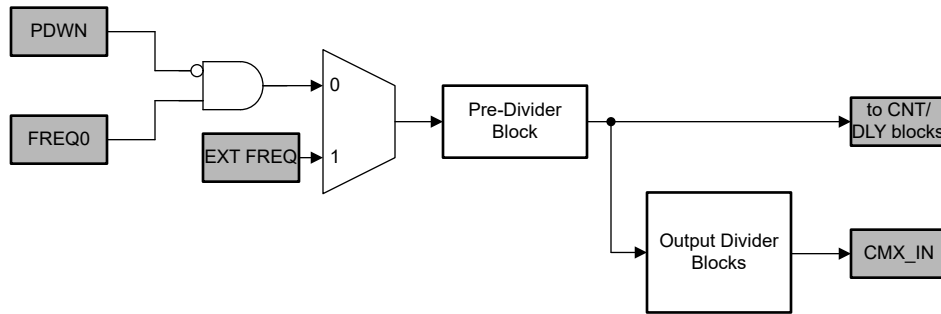 PDWN
FREQ0
EXT FREQ
0
1
Pre-Divider
Block
to CNT/
DLY blocks
Output Divider
Blocks
CMX_IN